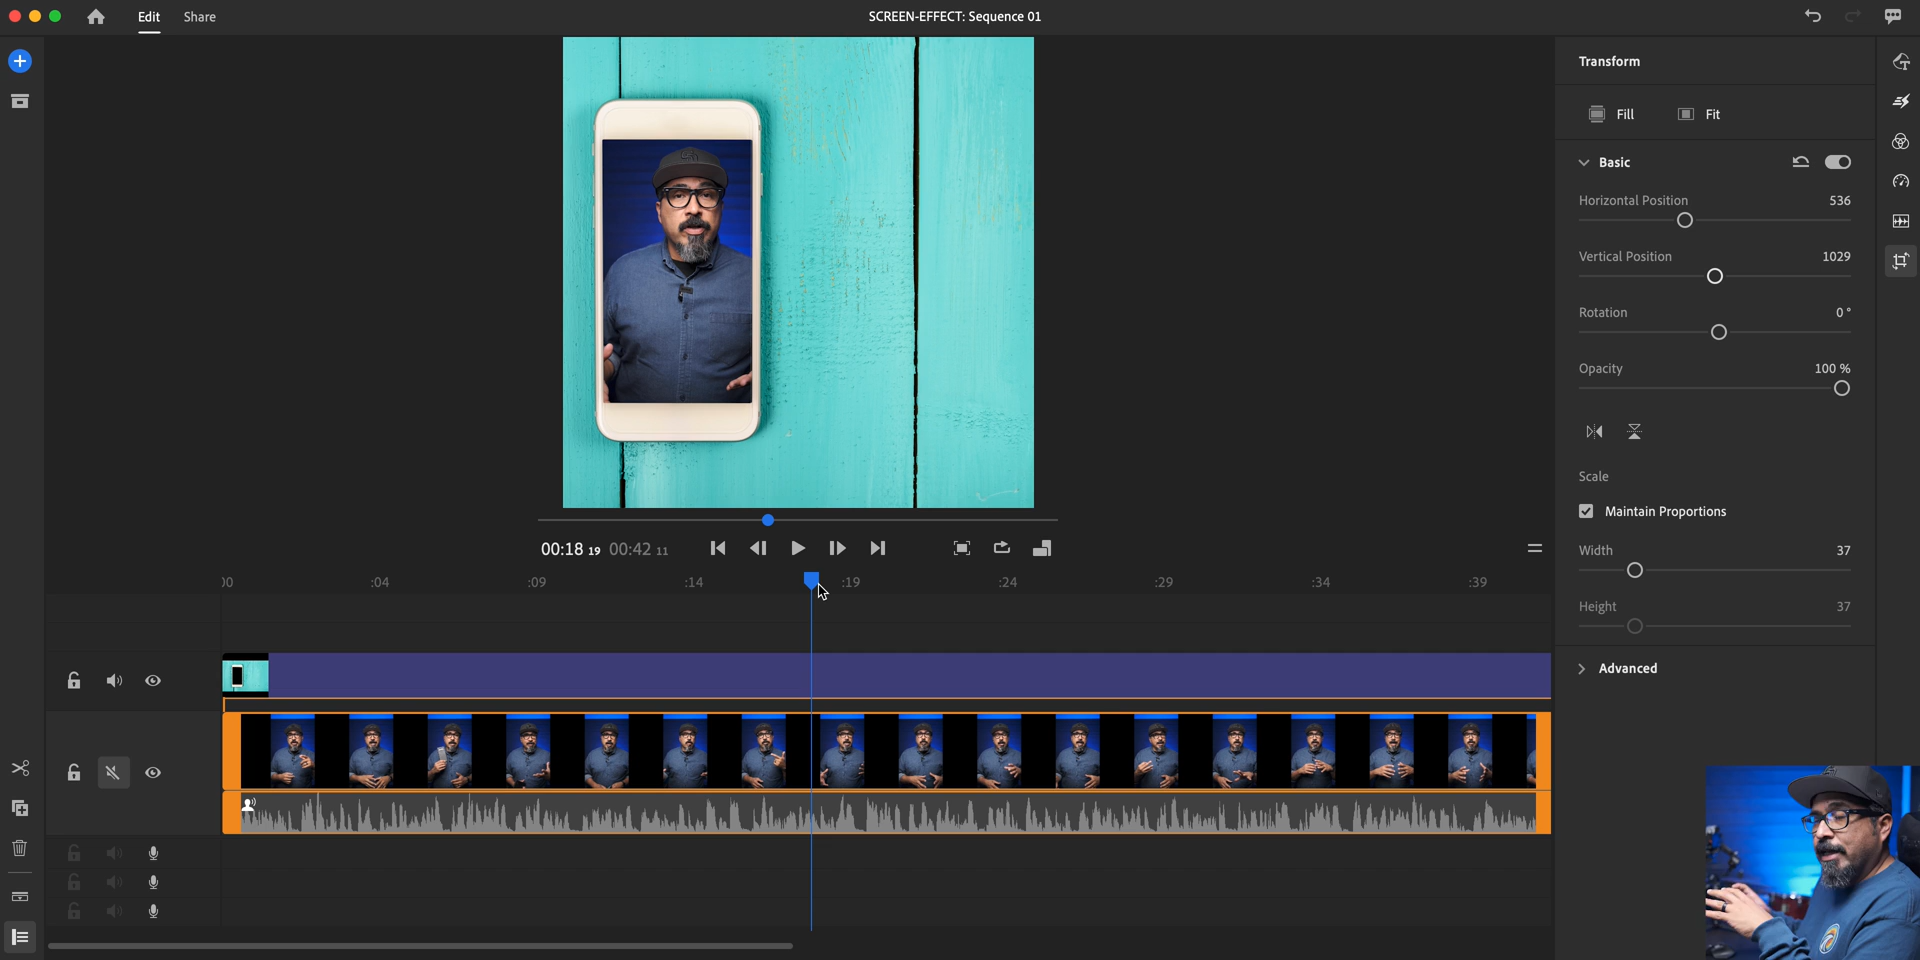 Edit
Share
SCREEN-EFFECT: Sequence 01
Transform
Fill
Fit
Basic
Horizontal Position
536
Vertical Position
1029
Rotation
0 °
Opacity
100 %
Scale
Maintain Proportions
Width
37
Height
37
Advanced
00:18 19 00:42 11
:00
:04
:09
:14
:19
:24
:29
:34
:39